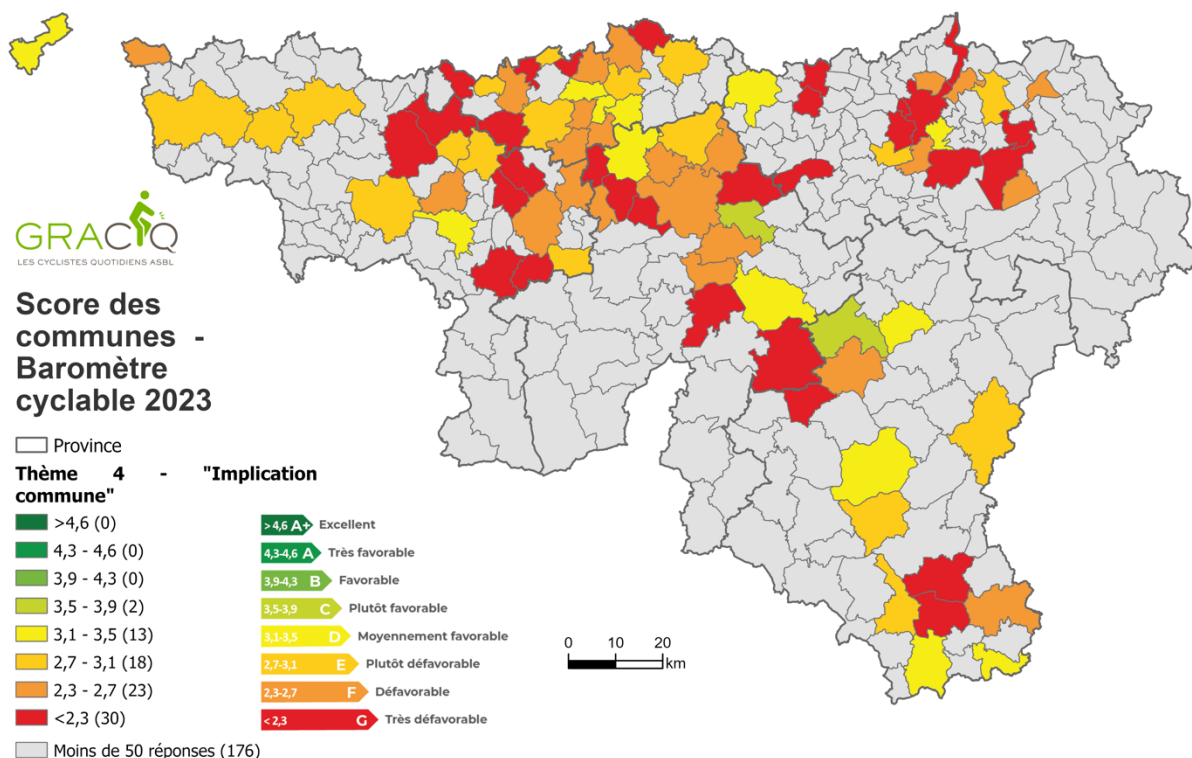 GRACQ
LES CYCLISTES QUOTIDIENS ASBL
Score des
communes -
Baromètre
cyclable 2023
Province
Thème 4 - "Implication
commune"
>4,6 (0)
4,3 - 4,6 (0)
3,9 - 4,3 (0)
3,5 - 3,9 (2)
3,1 - 3,5 (13)
2,7 - 3,1 (18)
2,3 - 2,7 (23)
<2,3 (30)
Moins de 50 réponses (176)
> 4,6 A+ Excellent
4,3-4,6 A Très favorable
3,9-4,3 B Favorable
3,5-3,9 C Plutôt favorable
3,1-3,5 D Moyennement favorable
2,7-3,1 E Plutôt défavorable
2,3-2,7 F Défavorable
< 2,3 G Très défavorable
0 10 20
km